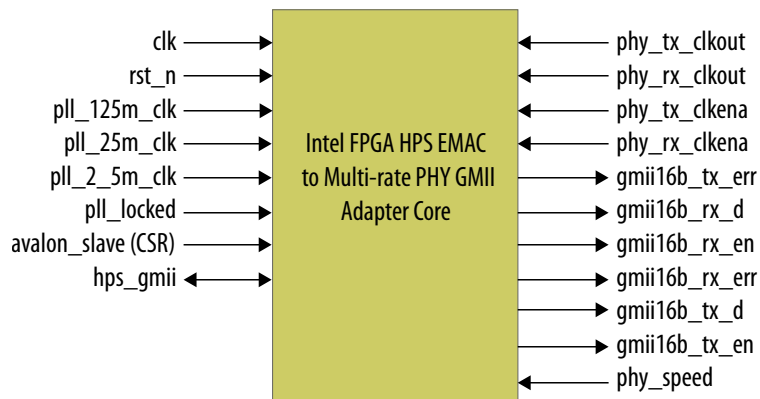 clk
rst_n
pll_125m_clk
pll_25m_clk
pll_2_5m_clk
pll_locked
avalon_slave (CSR)
hps_gmii
Intel FPGA HPS EMAC
to Multi-rate PHY GMII
Adapter Core
phy_tx_clkout
phy_rx_clkout
phy_tx_clkena
phy_rx_clkena
gmii16b_tx_err
gmii16b_rx_d
gmii16b_rx_en
gmii16b_rx_err
gmii16b_tx_d
gmii16b_tx_en
phy_speed